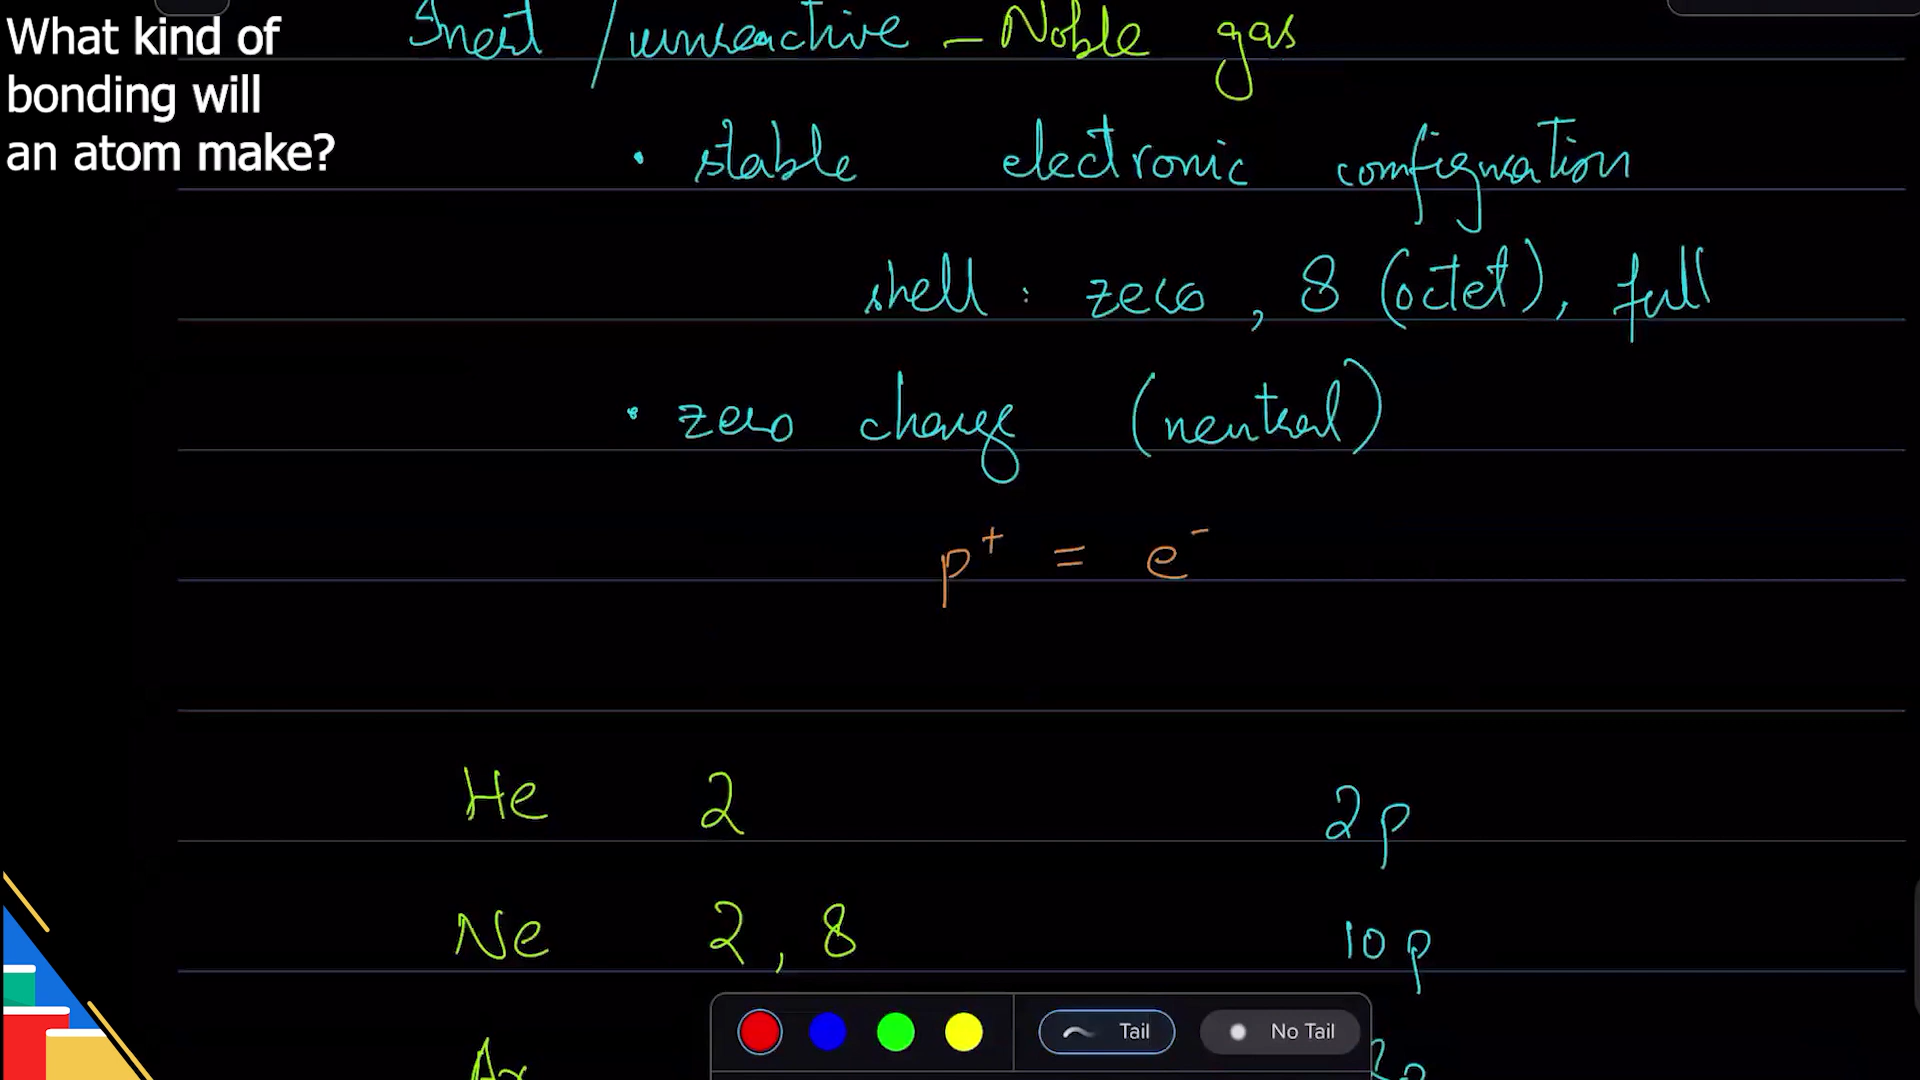 What kind of
bonding will
an atom make?
Inert / unreactive – Noble gas
• stable electronic configuration
shell : zero , 8 (octet), full
• zero charge (neutral)
p⁺ = e⁻
He 2 2p
Ne 2 , 8 10p
Ar
Tail No Tail